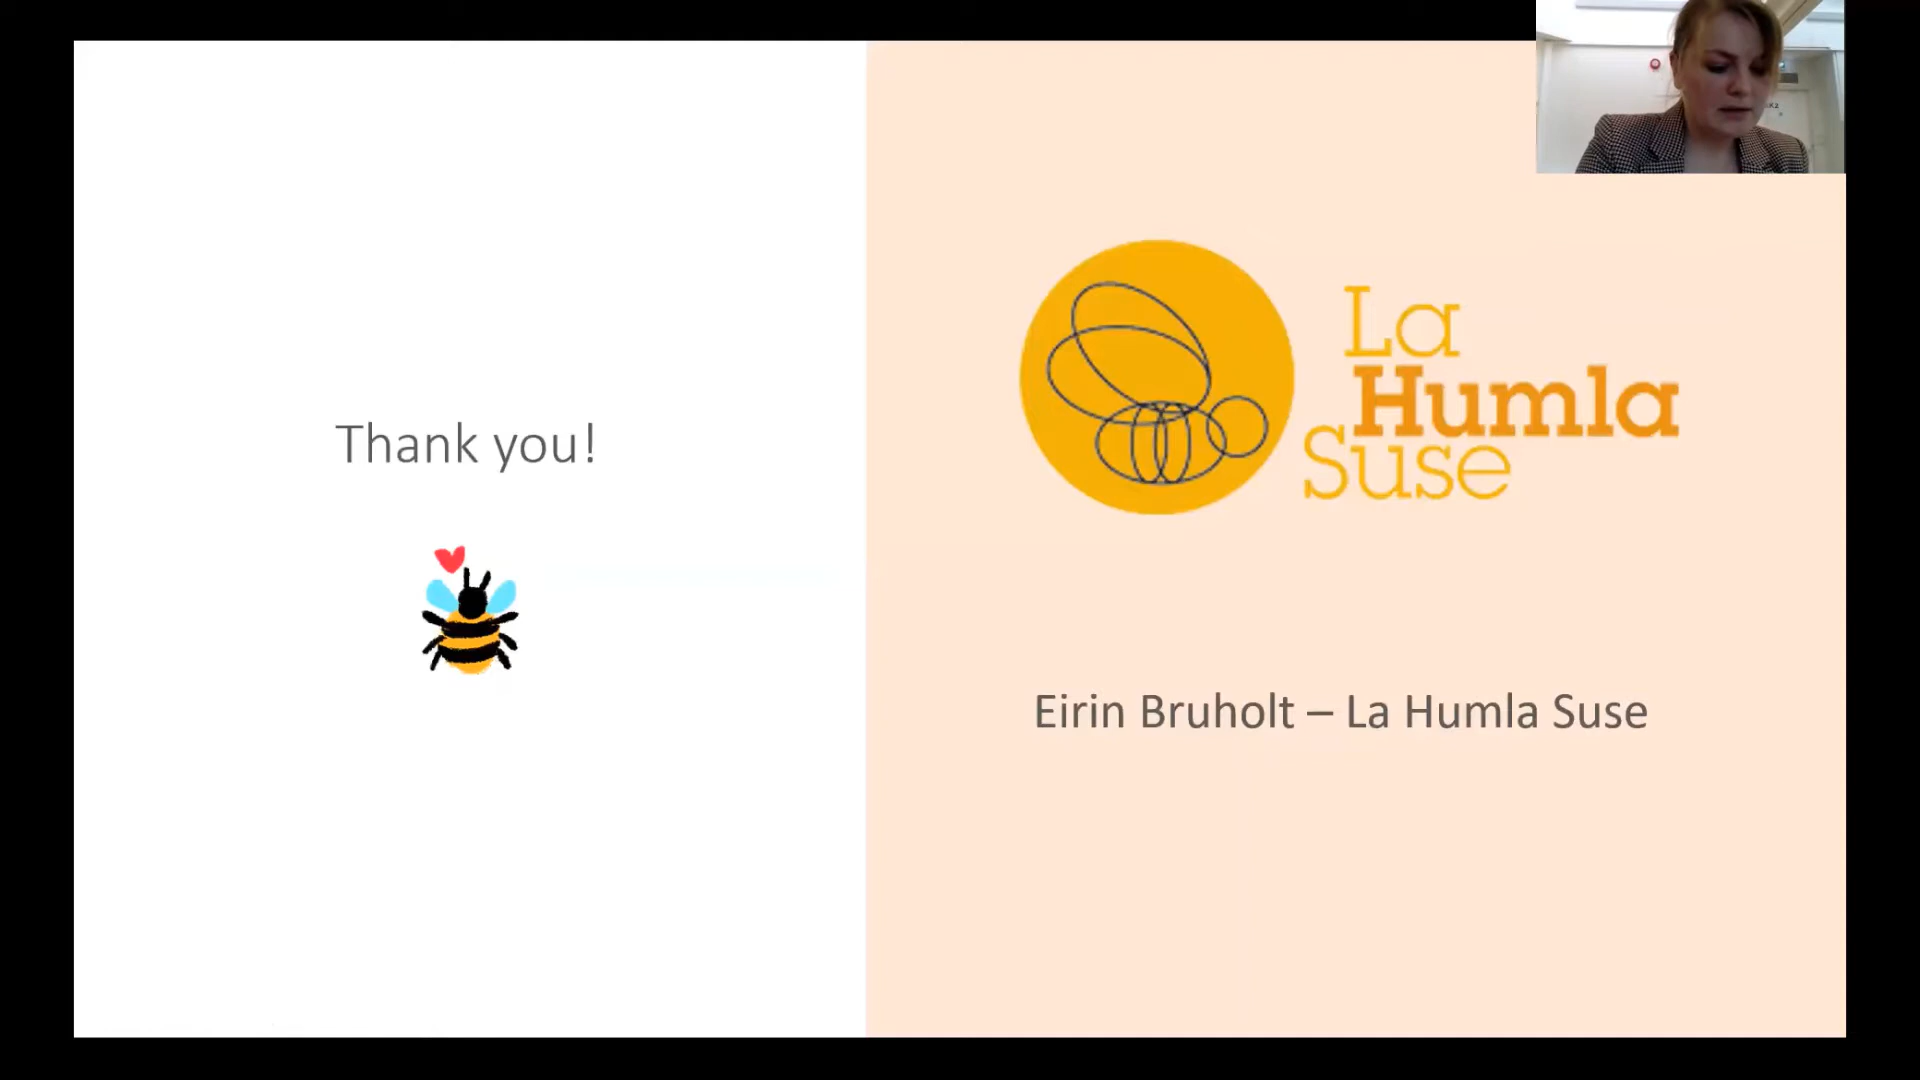 Thank you!
La
Humla
Suse
Eirin Bruholt – La Humla Suse